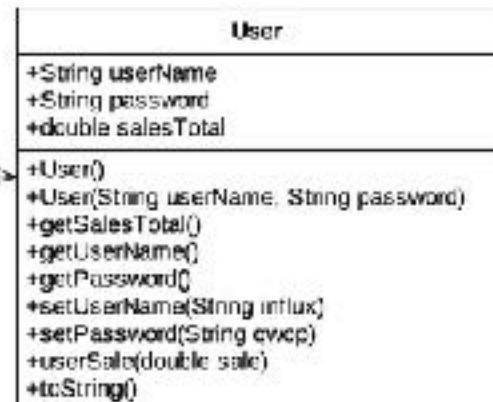 User
+String userName
+String password
+double salesTotal
+User()
+User(String userName, String password)
+getSalesTotal()
+getUserName()
+getPassword()
+setUserName(String influx)
+setPassword(String
+userSale(double sale)
+toString()